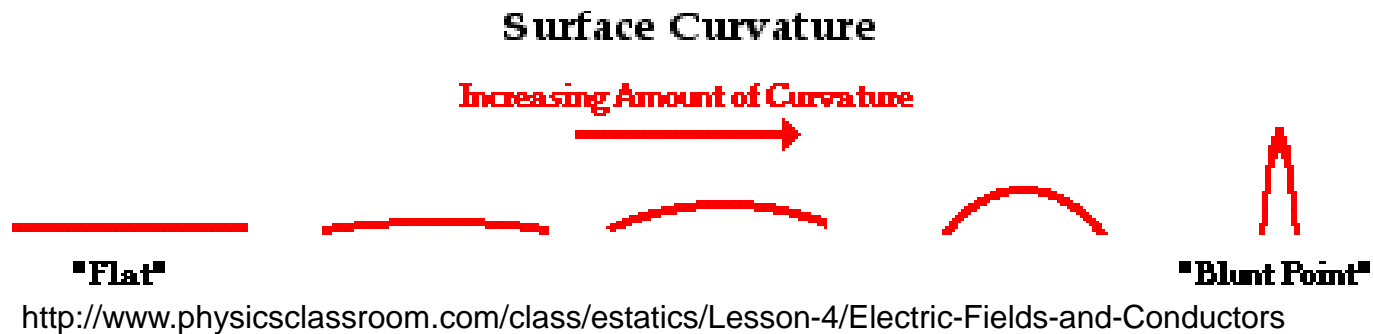 Surface Curvature
Increasing Amount of Curvature
"Flat"
"Blunt Point"
http://www.physicsclassroom.com/class/estatics/Lesson-4/Electric-Fields-and-Conductors